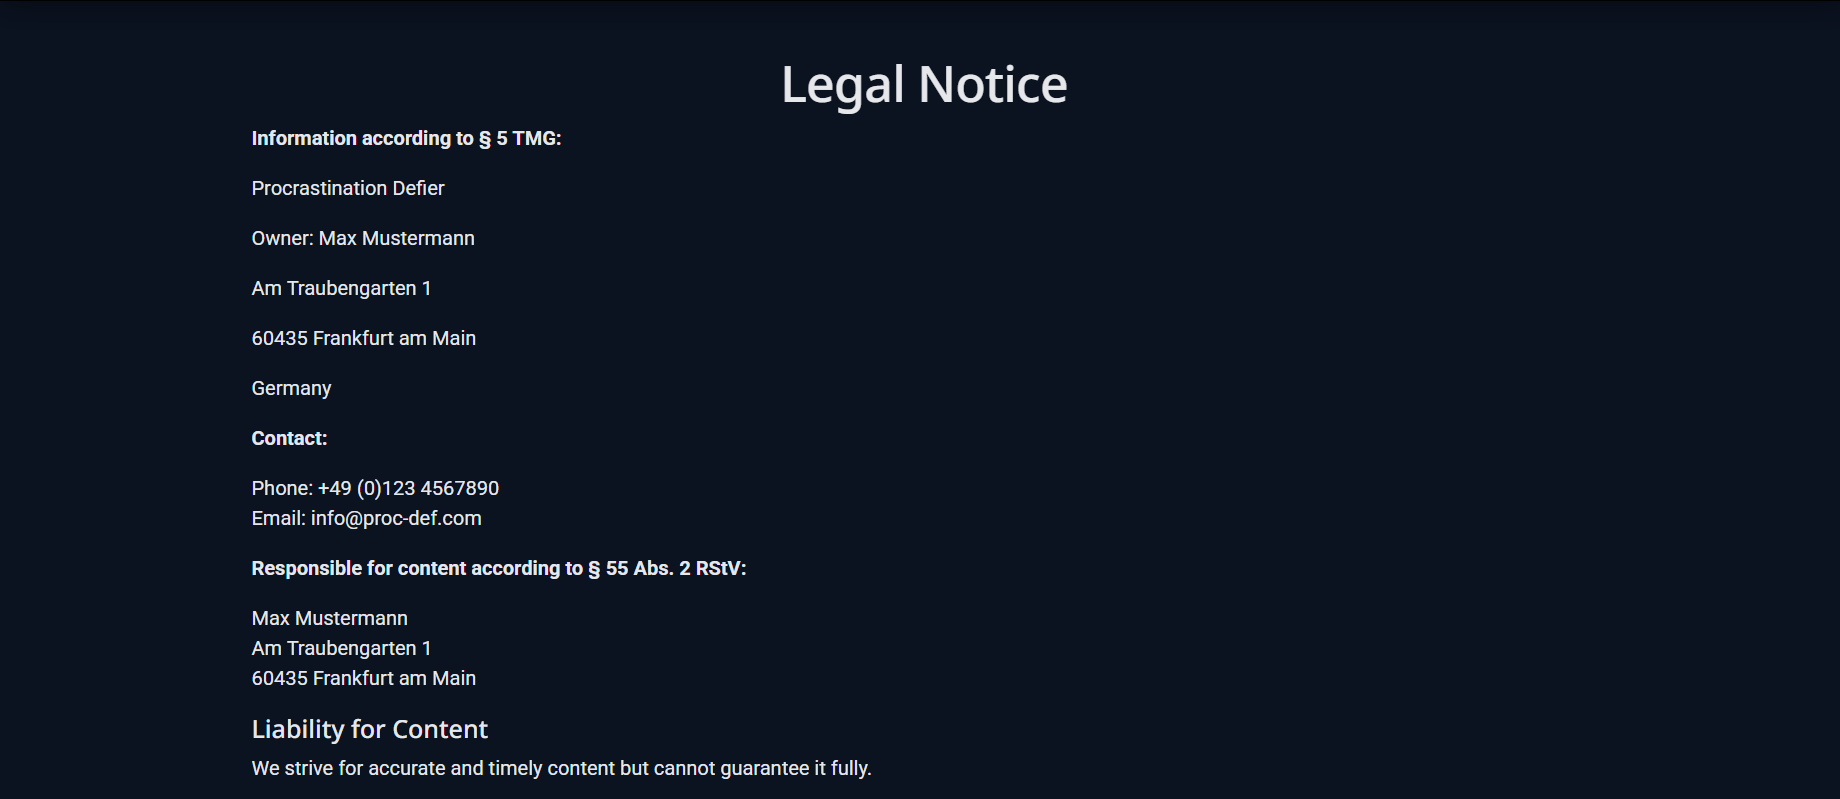 Legal Notice
Information according to § 5 TMG:
Procrastination Defier
Owner: Max Mustermann
Am Traubengarten 1
60435 Frankfurt am Main
Germany
Contact:
Phone: +49 (0)123 4567890
Email: info@proc-def.com
Responsible for content according to § 55 Abs. 2 RStV:
Max Mustermann
Am Traubengarten 1
60435 Frankfurt am Main
Liability for Content
We strive for accurate and timely content but cannot guarantee it fully.